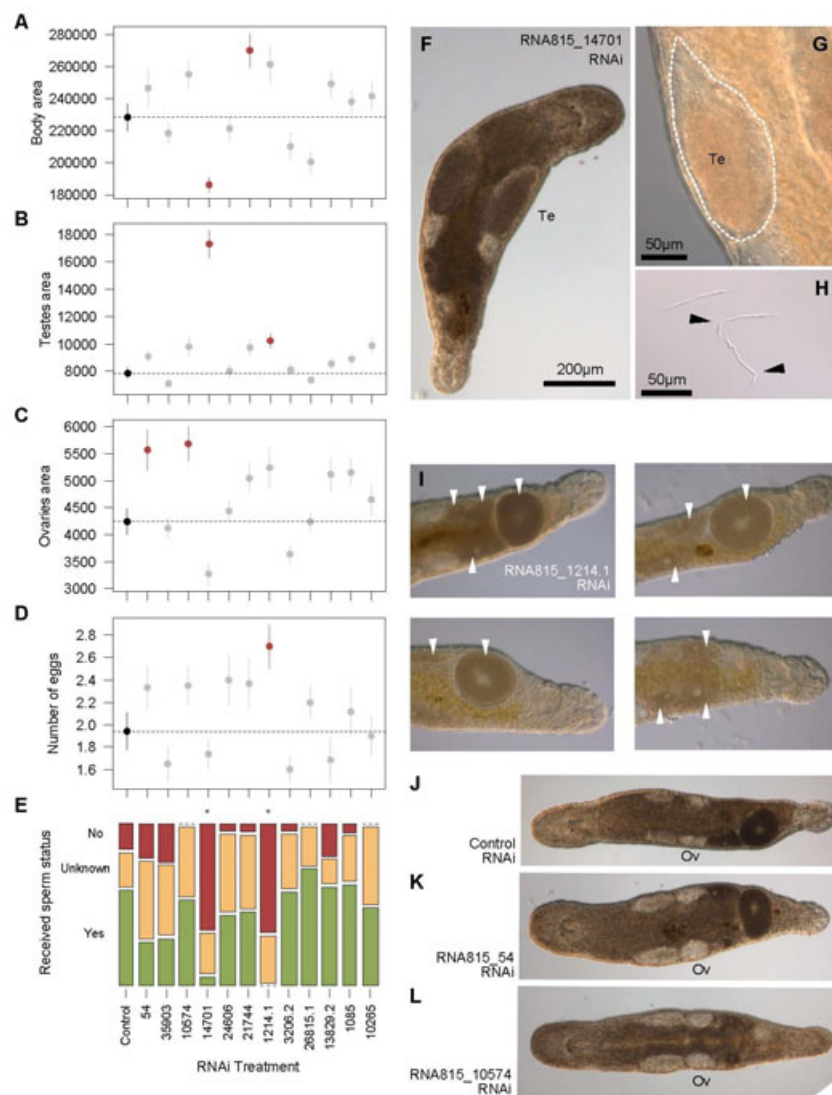 A
280000
260000
240000
220000
200000
180000
Body area
B
18000
16000
14000
12000
10000
8000
Testes area
C
6000
5500
5000
4500
4000
3500
3000
Ovaries area
D
2.8
2.6
2.4
2.2
2.0
1.8
1.6
Number of eggs
E
No
Unknown
Yes
Received sperm status
* *
Control 54 35903 10574 14701 24606 21744 1214.1 3206.2 26815.1 13829.2 1085 10265
RNAi Treatment
F
RNA815_14701
RNAi
Te
200µm
G
Te
50µm
H
50µm
I
RNA815_1214.1
RNAi
J
Control
RNAi
Ov
K
RNA815_54
RNAi
Ov
L
RNA815_10574
RNAi
Ov